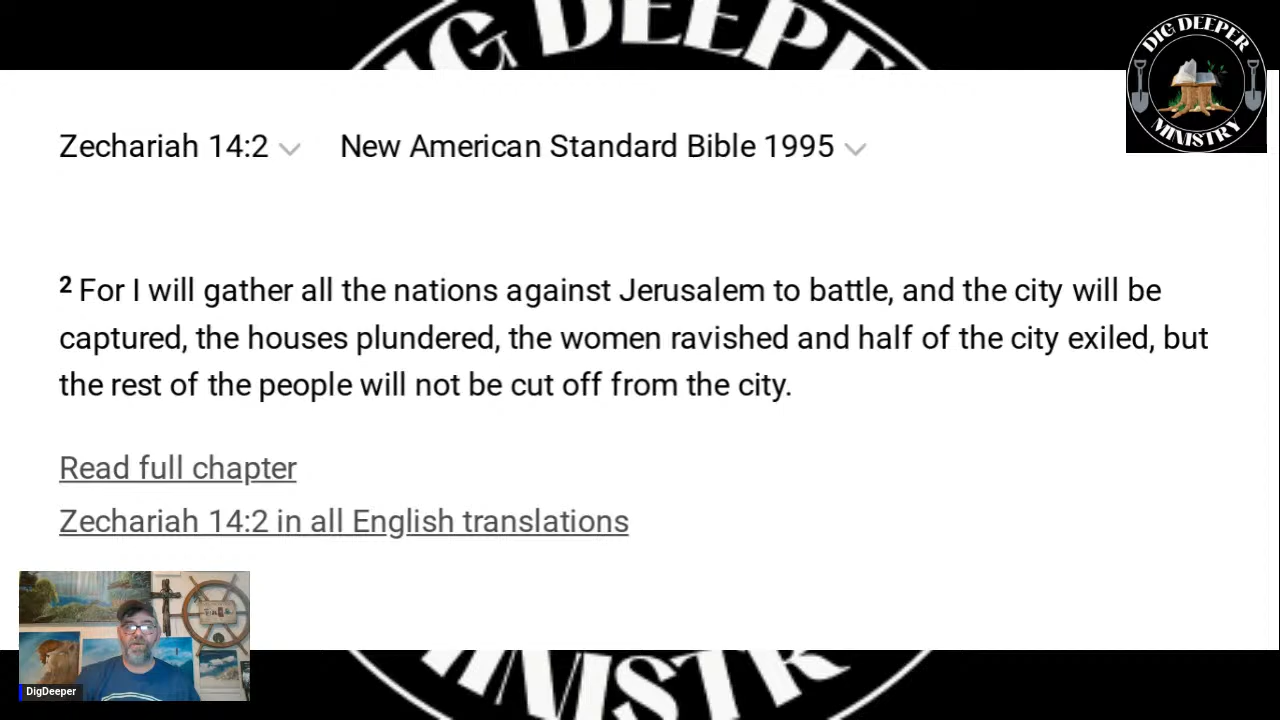 DIG DEEPER
DIG DEEPER
MINISTRY
Zechariah 14:2 New American Standard Bible 1995
2 For I will gather all the nations against Jerusalem to battle, and the city will be
captured, the houses plundered, the women ravished and half of the city exiled, but
the rest of the people will not be cut off from the city.
Read full chapter
Zechariah 14:2 in all English translations
DigDeeper
MINISTRY